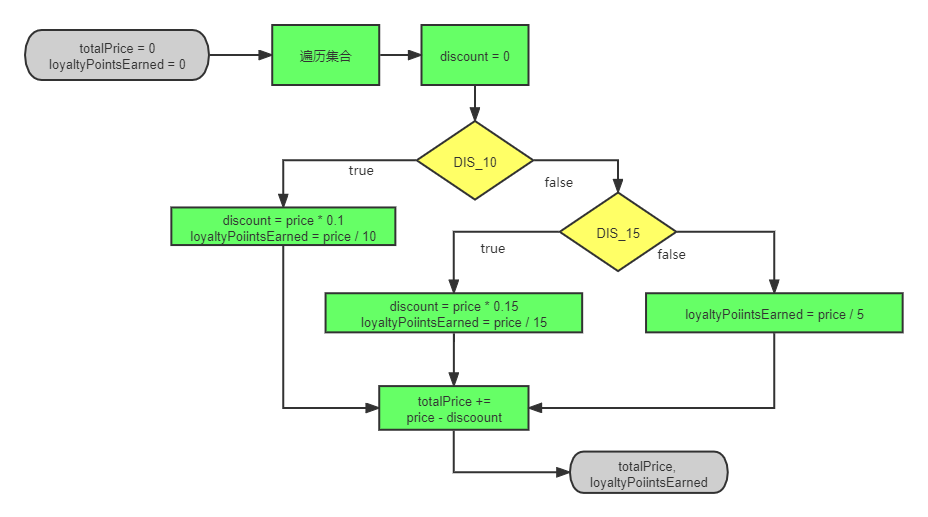 totalPrice = 0
loyaltyPointsEarned = 0
遍历集合
discount = 0
DIS_10
true
false
discount = price * 0.1
loyaltyPoiintsEarned = price / 10
DIS_15
true
false
discount = price * 0.15
loyaltyPoiintsEarned = price / 15
loyaltyPoiintsEarned = price / 5
totalPrice +=
price - discoount
totalPrice,
loyaltyPoiintsEarned